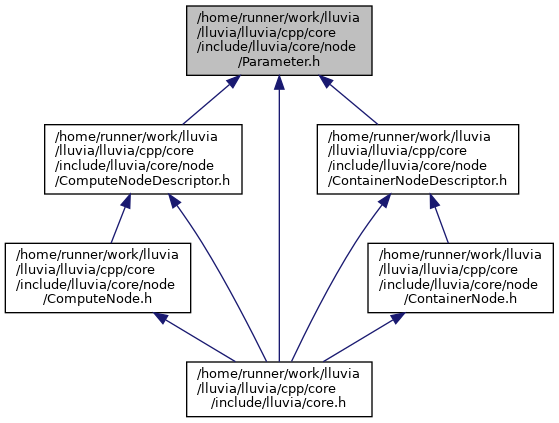 /home/runner/work/lluvia
/lluvia/lluvia/cpp/core
/include/lluvia/core/node
/Parameter.h
/home/runner/work/lluvia
/lluvia/lluvia/cpp/core
/include/lluvia/core/node
/ComputeNodeDescriptor.h
/home/runner/work/lluvia
/lluvia/lluvia/cpp/core
/include/lluvia/core/node
/ContainerNodeDescriptor.h
/home/runner/work/lluvia
/lluvia/lluvia/cpp/core
/include/lluvia/core/node
/ComputeNode.h
/home/runner/work/lluvia
/lluvia/lluvia/cpp/core
/include/lluvia/core/node
/ContainerNode.h
/home/runner/work/lluvia
/lluvia/lluvia/cpp/core
/include/lluvia/core.h